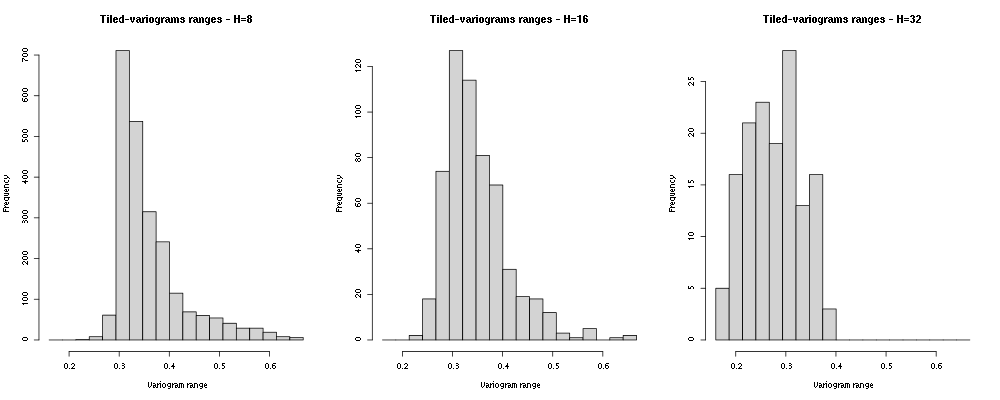 Tiled-variograms ranges - H=8
Frequency
700
600
500
400
300
200
100
0
0.2 0.3 0.4 0.5 0.6
Variogram range
Tiled-variograms ranges - H=16
Frequency
120
100
80
60
40
20
0
0.2 0.3 0.4 0.5 0.6
Variogram range
Tiled-variograms ranges - H=32
Frequency
25
20
15
10
5
0
0.2 0.3 0.4 0.5 0.6
Variogram range